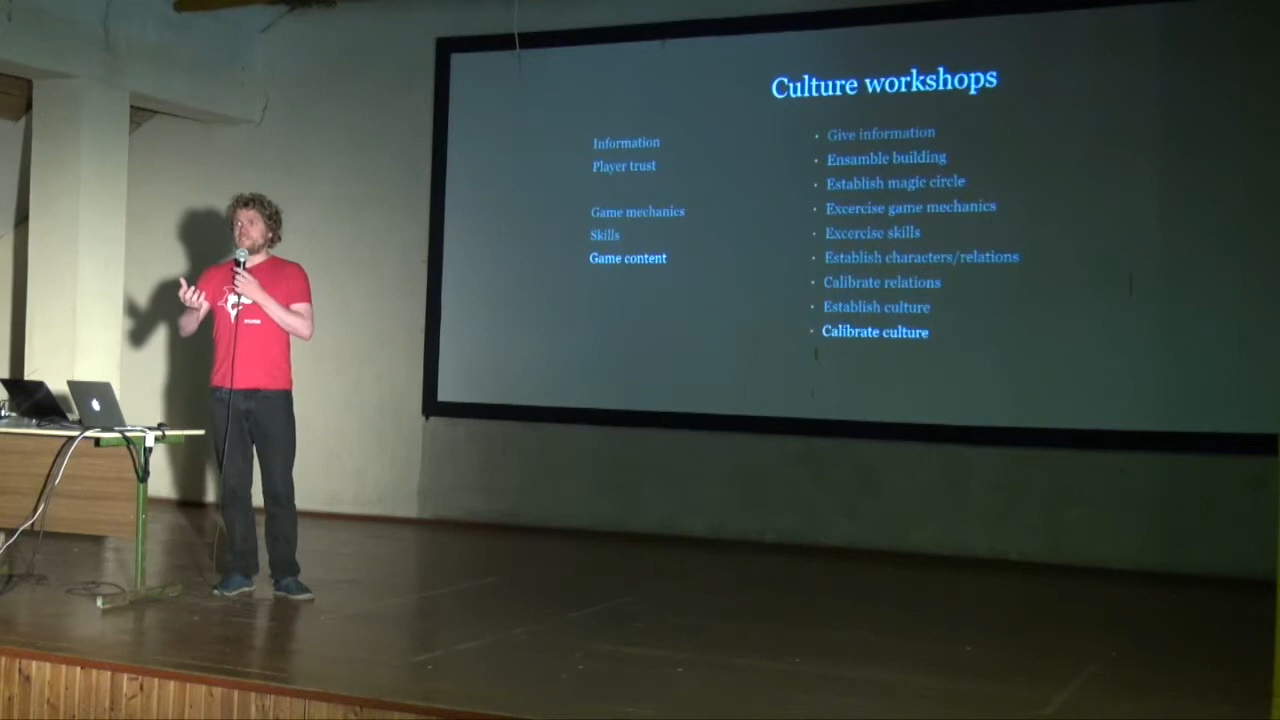 Culture workshops
Information
Player trust
Game mechanics
Skills
Game content
• Give information
• Ensamble building
• Establish magic circle
• Excercise game mechanics
• Excercise skills
• Establish characters/relations
• Calibrate relations
• Establish culture
• Calibrate culture